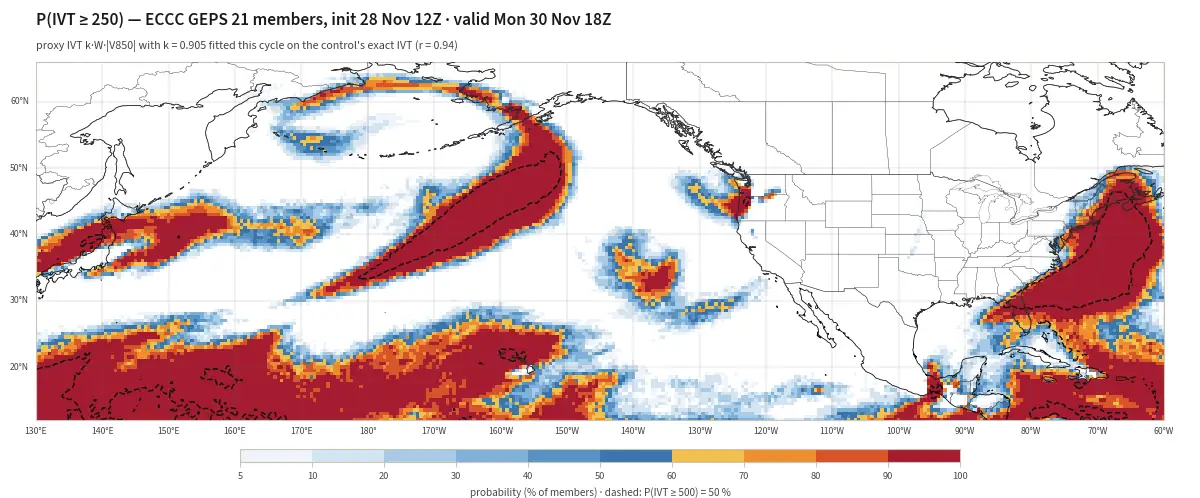 P(IVT ≥ 250) — ECCC GEPS 21 members, init 28 Nov 12Z · valid Mon 30 Nov 18Z
proxy IVT k·W·|V850| with k = 0.905 fitted this cycle on the control's exact IVT (r = 0.94)
60°N
50°N
40°N
30°N
20°N
130°E 140°E 150°E 160°E 180° 170°W 160°W 150°W 140°W 130°W 120°W 110°W 100°W 90°W 80°W 70°W 60°W
5 10 20 30 40 50 60 70 80 90 100
probability (% of members) · dashed: P(IVT ≥ 500) = 50 %